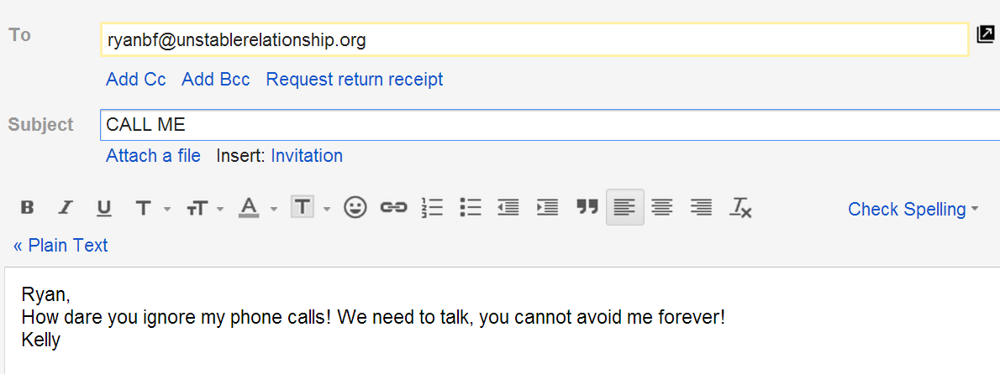 To ryanbf@unstablerelationship.org
Add Cc Add Bcc Request return receipt
Subject CALL ME
Attach a file Insert: Invitation
B I U T тT A T T Check Spelling
« Plain Text
Ryan,
How dare you ignore my phone calls! We need to talk, you cannot avoid me forever!
Kelly